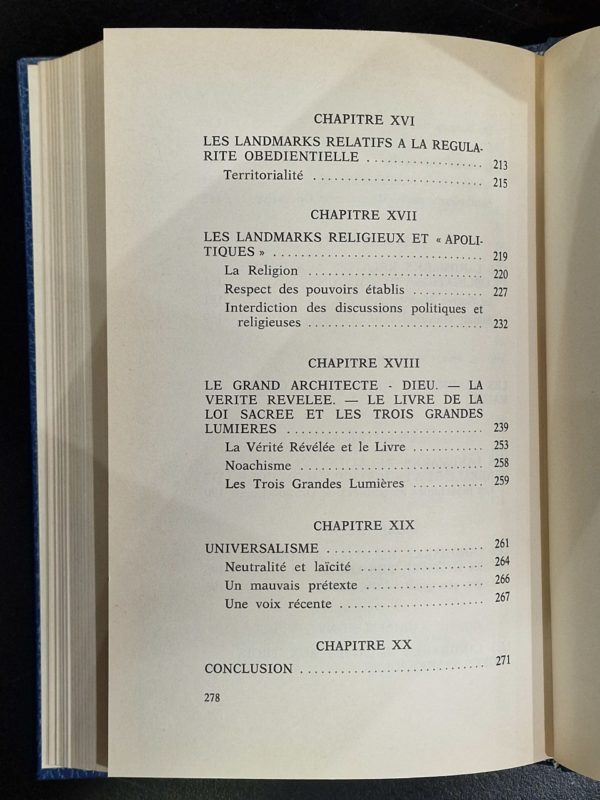 CHAPITRE XVI
LES LANDMARKS RELATIFS A LA REGULA-
RITE OBEDIENTIELLE .................. 213
Territorialité .......................... 215
CHAPITRE XVII
LES LANDMARKS RELIGIEUX ET « APOLI-
TIQUES » ................................ 219
La Religion ........................... 220
Respect des pouvoirs établis ............ 227
Interdiction des discussions politiques et
religieuses ........................... 232
CHAPITRE XVIII
LE GRAND ARCHITECTE - DIEU. — LA
VERITE REVELEE. — LE LIVRE DE LA
LOI SACREE ET LES TROIS GRANDES
LUMIERES .............................. 239
La Vérité Révélée et le Livre ........... 253
Noachisme ............................ 258
Les Trois Grandes Lumières ........... 259
CHAPITRE XIX
UNIVERSALISME ........................ 261
Neutralité et laïcité ................... 264
Un mauvais prétexte .................. 266
Une voix récente ...................... 267
CHAPITRE XX
CONCLUSION ............................ 271
278